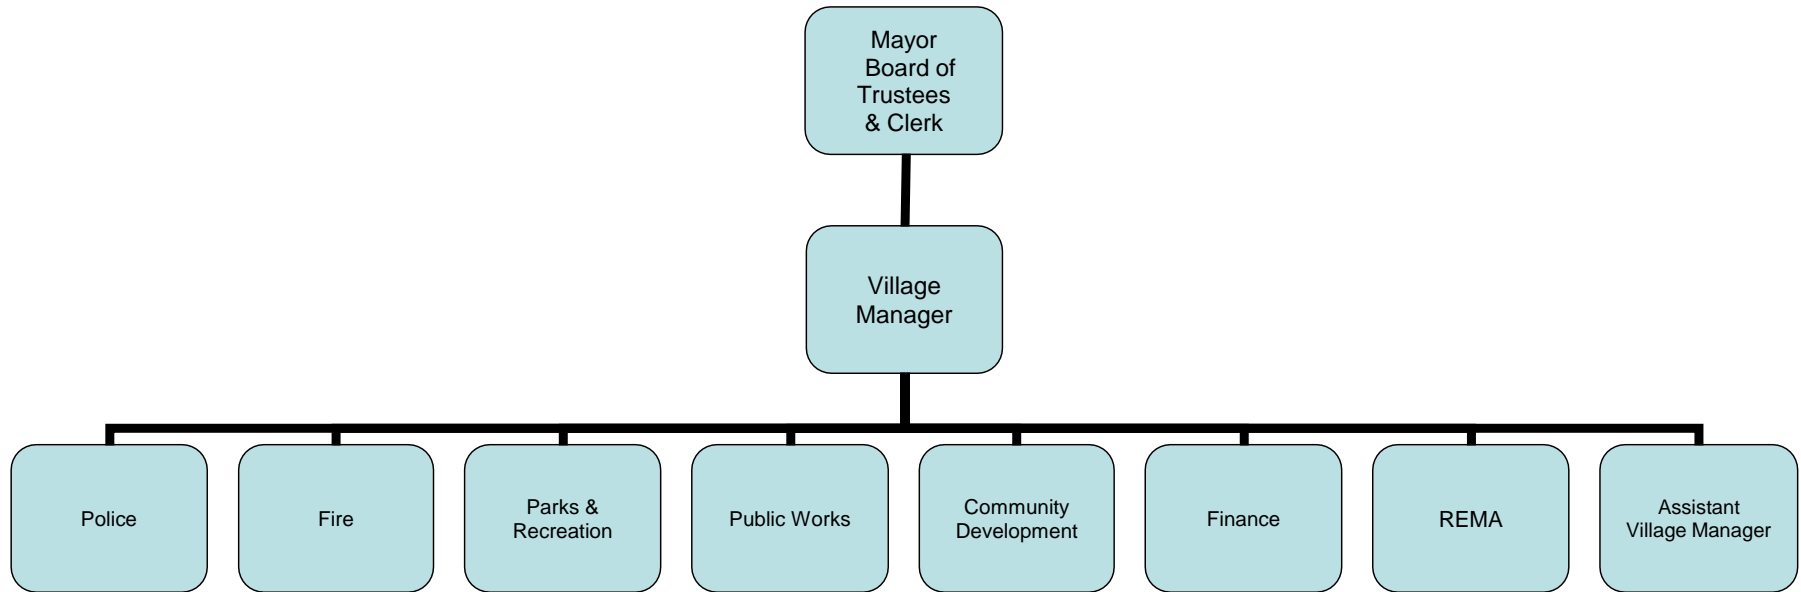 Mayor
Board of
Trustees
& Clerk
Village
Manager
Police
Fire
Parks &
Recreation
Public Works
Community
Development
Finance
REMA
Assistant
Village Manager